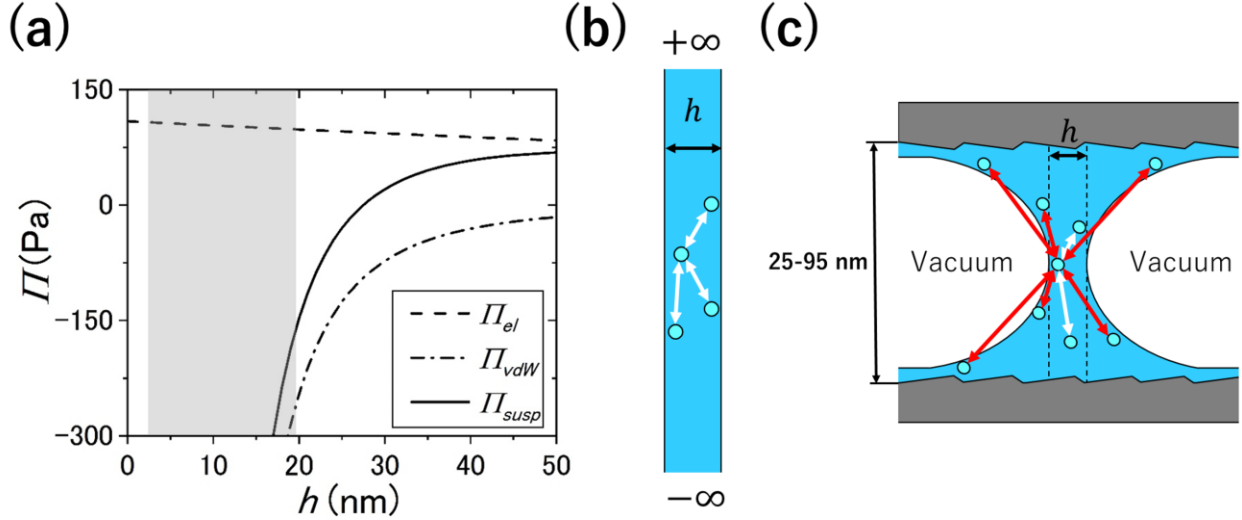 (a)
150
0
−150
−300
Π (Pa)
0 10 20 30 40 50
h (nm)
Π_el
Π_vdW
Π_susp
(b)
+∞
h
−∞
(c)
h
25-95 nm
Vacuum
Vacuum